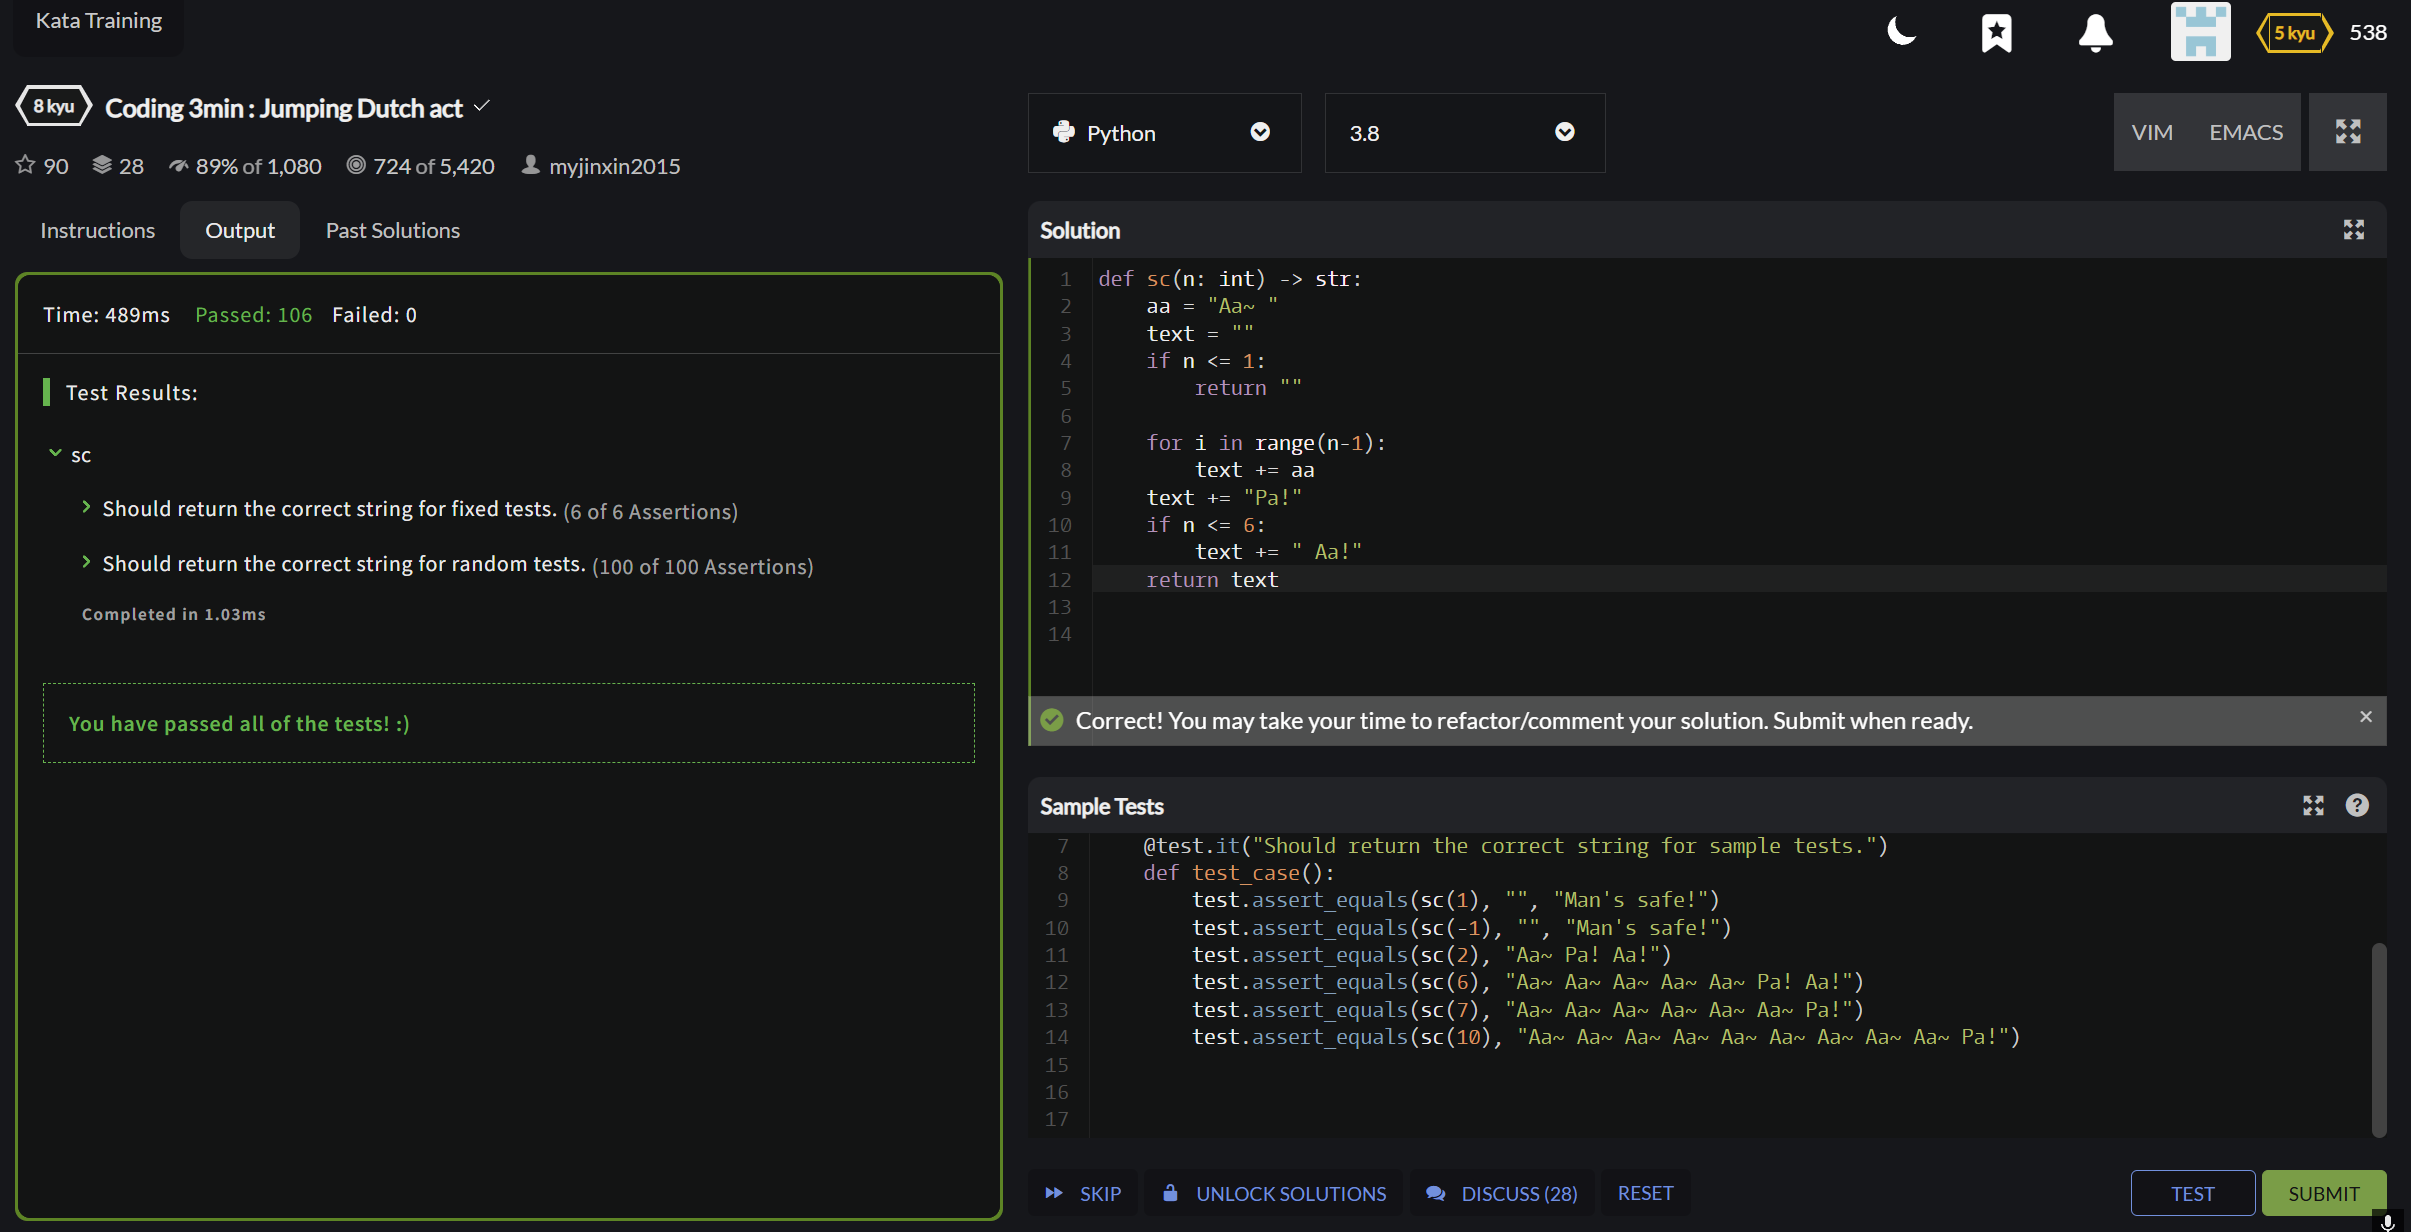 Kata Training
5 kyu 538
8 kyu Coding 3min : Jumping Dutch act
90 28 89% of 1,080 724 of 5,420 myjinxin2015
Instructions Output Past Solutions
Time: 489ms Passed: 106 Failed: 0
Test Results:
sc
Should return the correct string for fixed tests. (6 of 6 Assertions)
Should return the correct string for random tests. (100 of 100 Assertions)
Completed in 1.03ms
You have passed all of the tests! :)
Python 3.8 VIM EMACS
Solution
1 def sc(n: int) -> str:
2     aa = "Aa~ "
3     text = ""
4     if n <= 1:
5         return ""
6
7     for i in range(n-1):
8         text += aa
9     text += "Pa!"
10     if n <= 6:
11         text += " Aa!"
12     return text
13
14
Correct! You may take your time to refactor/comment your solution. Submit when ready. ×
Sample Tests
7     @test.it("Should return the correct string for sample tests.")
8     def test_case():
9         test.assert_equals(sc(1), "", "Man's safe!")
10         test.assert_equals(sc(-1), "", "Man's safe!")
11         test.assert_equals(sc(2), "Aa~ Pa! Aa!")
12         test.assert_equals(sc(6), "Aa~ Aa~ Aa~ Aa~ Aa~ Pa! Aa!")
13         test.assert_equals(sc(7), "Aa~ Aa~ Aa~ Aa~ Aa~ Aa~ Pa!")
14         test.assert_equals(sc(10), "Aa~ Aa~ Aa~ Aa~ Aa~ Aa~ Aa~ Aa~ Aa~ Pa!")
15
16
17
SKIP UNLOCK SOLUTIONS DISCUSS (28) RESET TEST SUBMIT